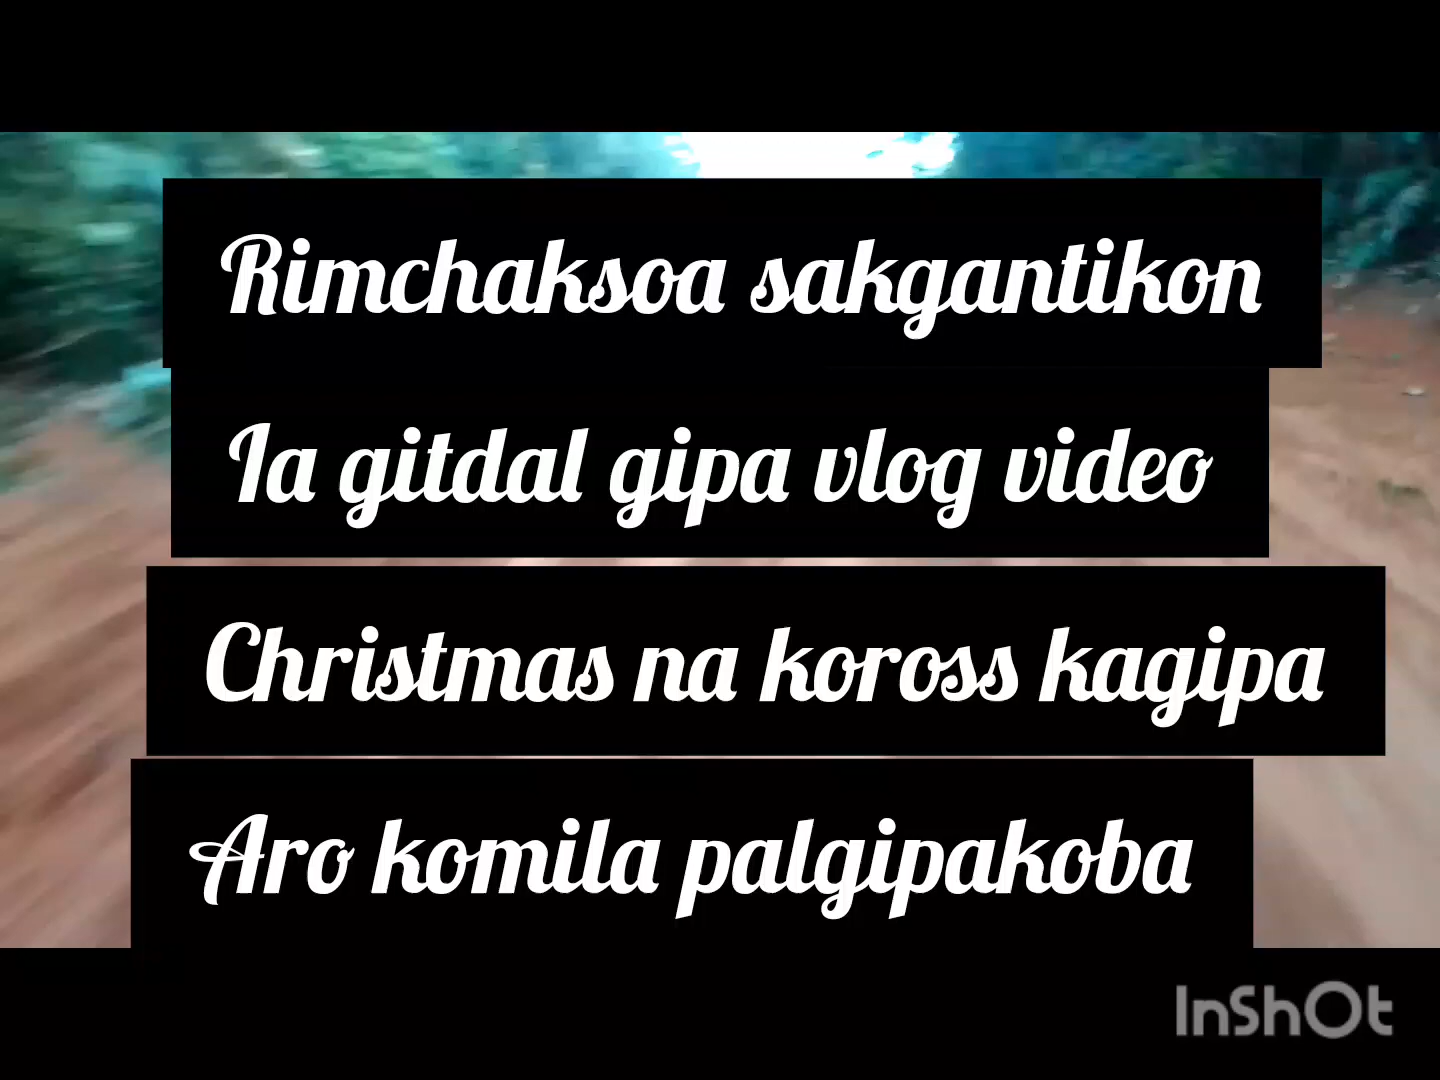 Rimchaksoa sakgantikon
Ia gitdal gipa vlog video
Christmas na koross kagipa
Aro komila palgipakoba
InShOt